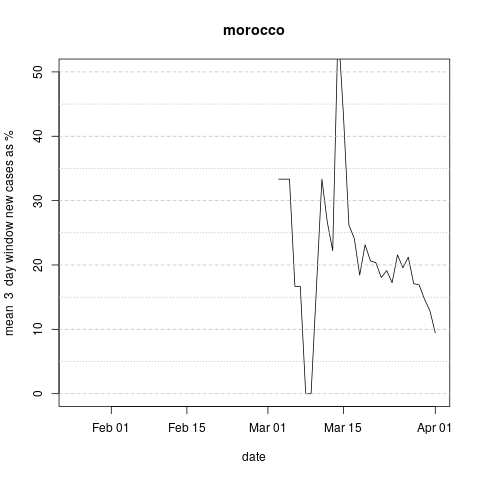 morocco
mean 3 day window new cases as %
50
40
30
20
10
0
Feb 01
Feb 15
Mar 01
Mar 15
Apr 01
date